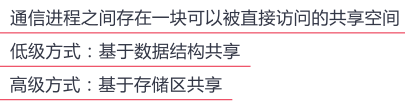 通信进程之间存在一块可以被直接访问的共享空间
低级方式：基于数据结构共享
高级方式：基于存储区共享